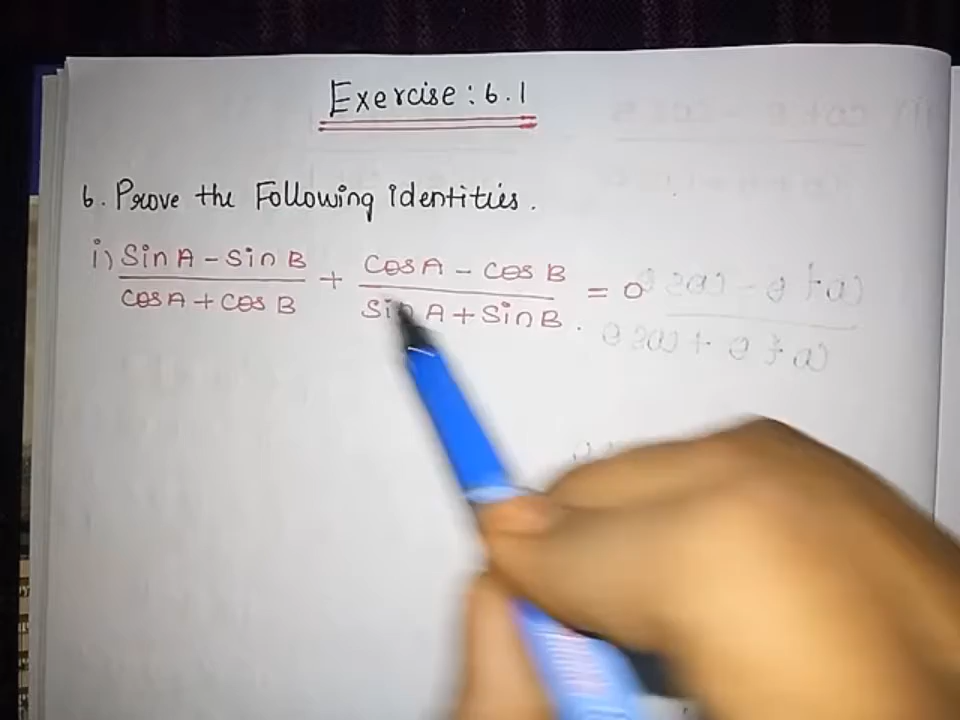 Exercise: 6.1
6. Prove the Following identities.
i) Sin A - Sin B / Cos A + Cos B + Cos A - Cos B / Sin A + Sin B . = 0